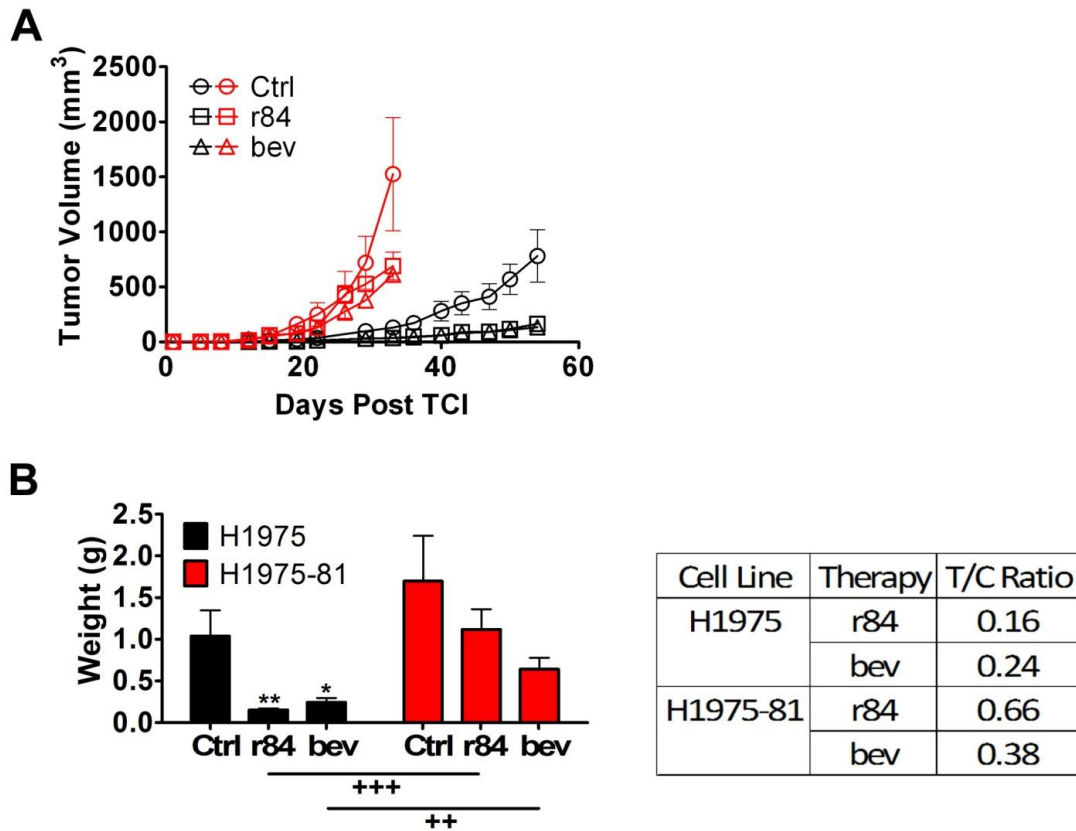 A
Tumor Volume (mm³)
2500
2000
1500
1000
500
0
Ctrl
r84
bev
0 20 40 60
Days Post TCI
B
Weight (g)
2.5
2.0
1.5
1.0
0.5
0.0
H1975
H1975-81
** *
Ctrl r84 bev Ctrl r84 bev
+++
++
Cell Line Therapy T/C Ratio
H1975 r84 0.16
bev 0.24
H1975-81 r84 0.66
bev 0.38